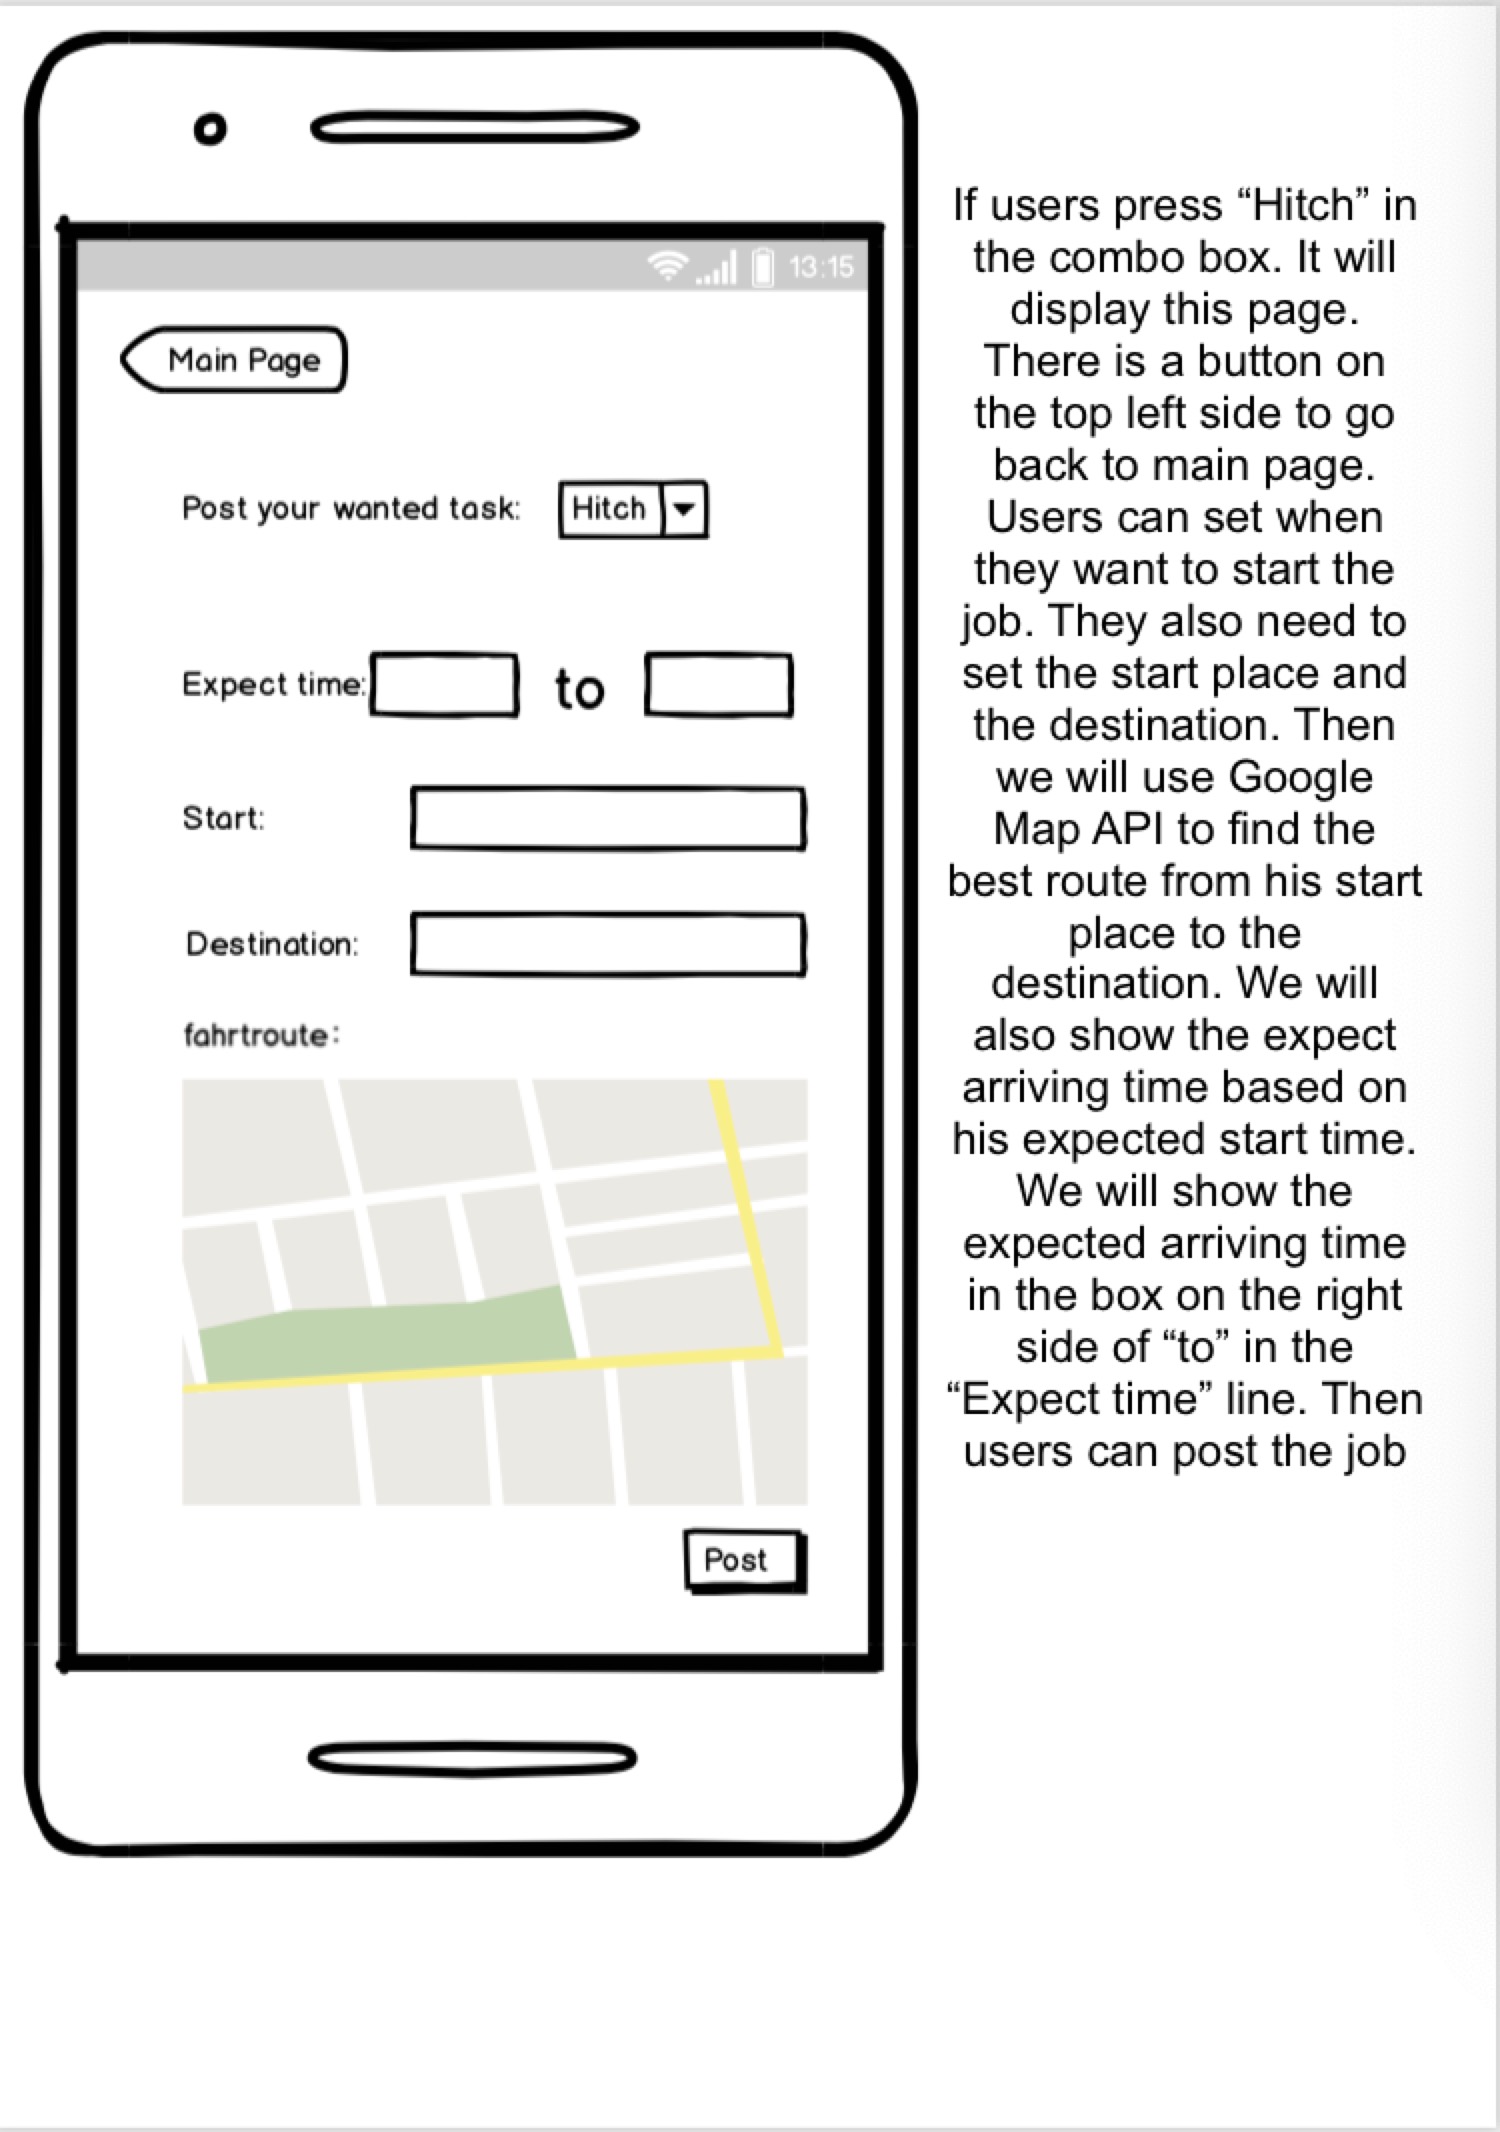 13:15
Main Page
Post your wanted task: Hitch
Expect time: to
Start:
Destination:
fahrtroute:
Post
If users press “Hitch” in
the combo box. It will
display this page.
There is a button on
the top left side to go
back to main page.
Users can set when
they want to start the
job. They also need to
set the start place and
the destination. Then
we will use Google
Map API to find the
best route from his start
place to the
destination. We will
also show the expect
arriving time based on
his expected start time.
We will show the
expected arriving time
in the box on the right
side of “to” in the
“Expect time” line. Then
users can post the job